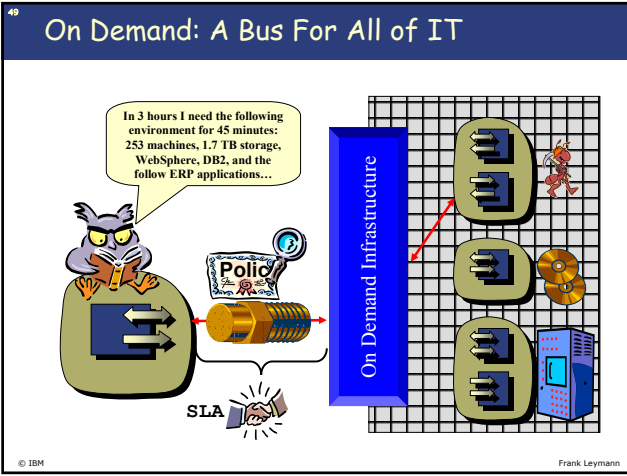 49
On Demand: A Bus For All of IT
In 3 hours I need the following
environment for 45 minutes:
253 machines, 1.7 TB storage,
WebSphere, DB2, and the
follow ERP applications…
On Demand Infrastructure
Polic
SLA
© IBM
Frank Leymann